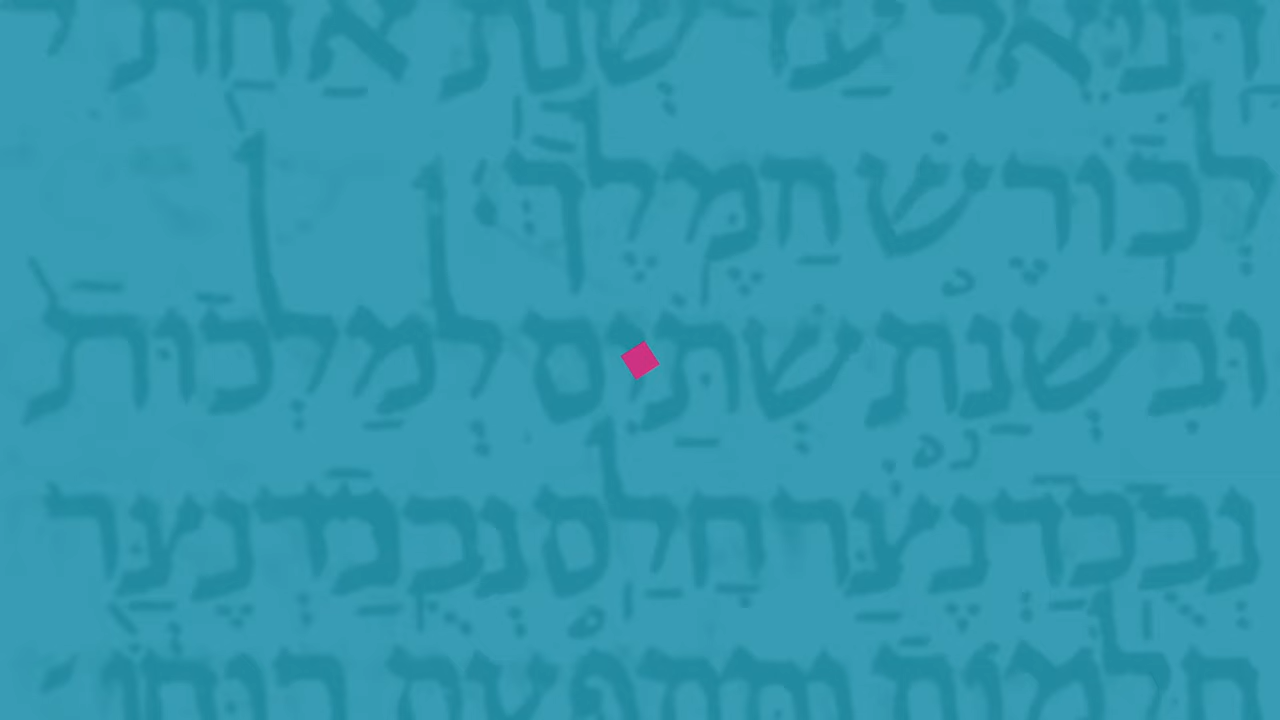 דניאל עד שנת אחת
לכורש המלך׃
ובשנת שתים למלכות
נבכדנצר חלם נבכדנצר
חלמות ותתפעם רוחו